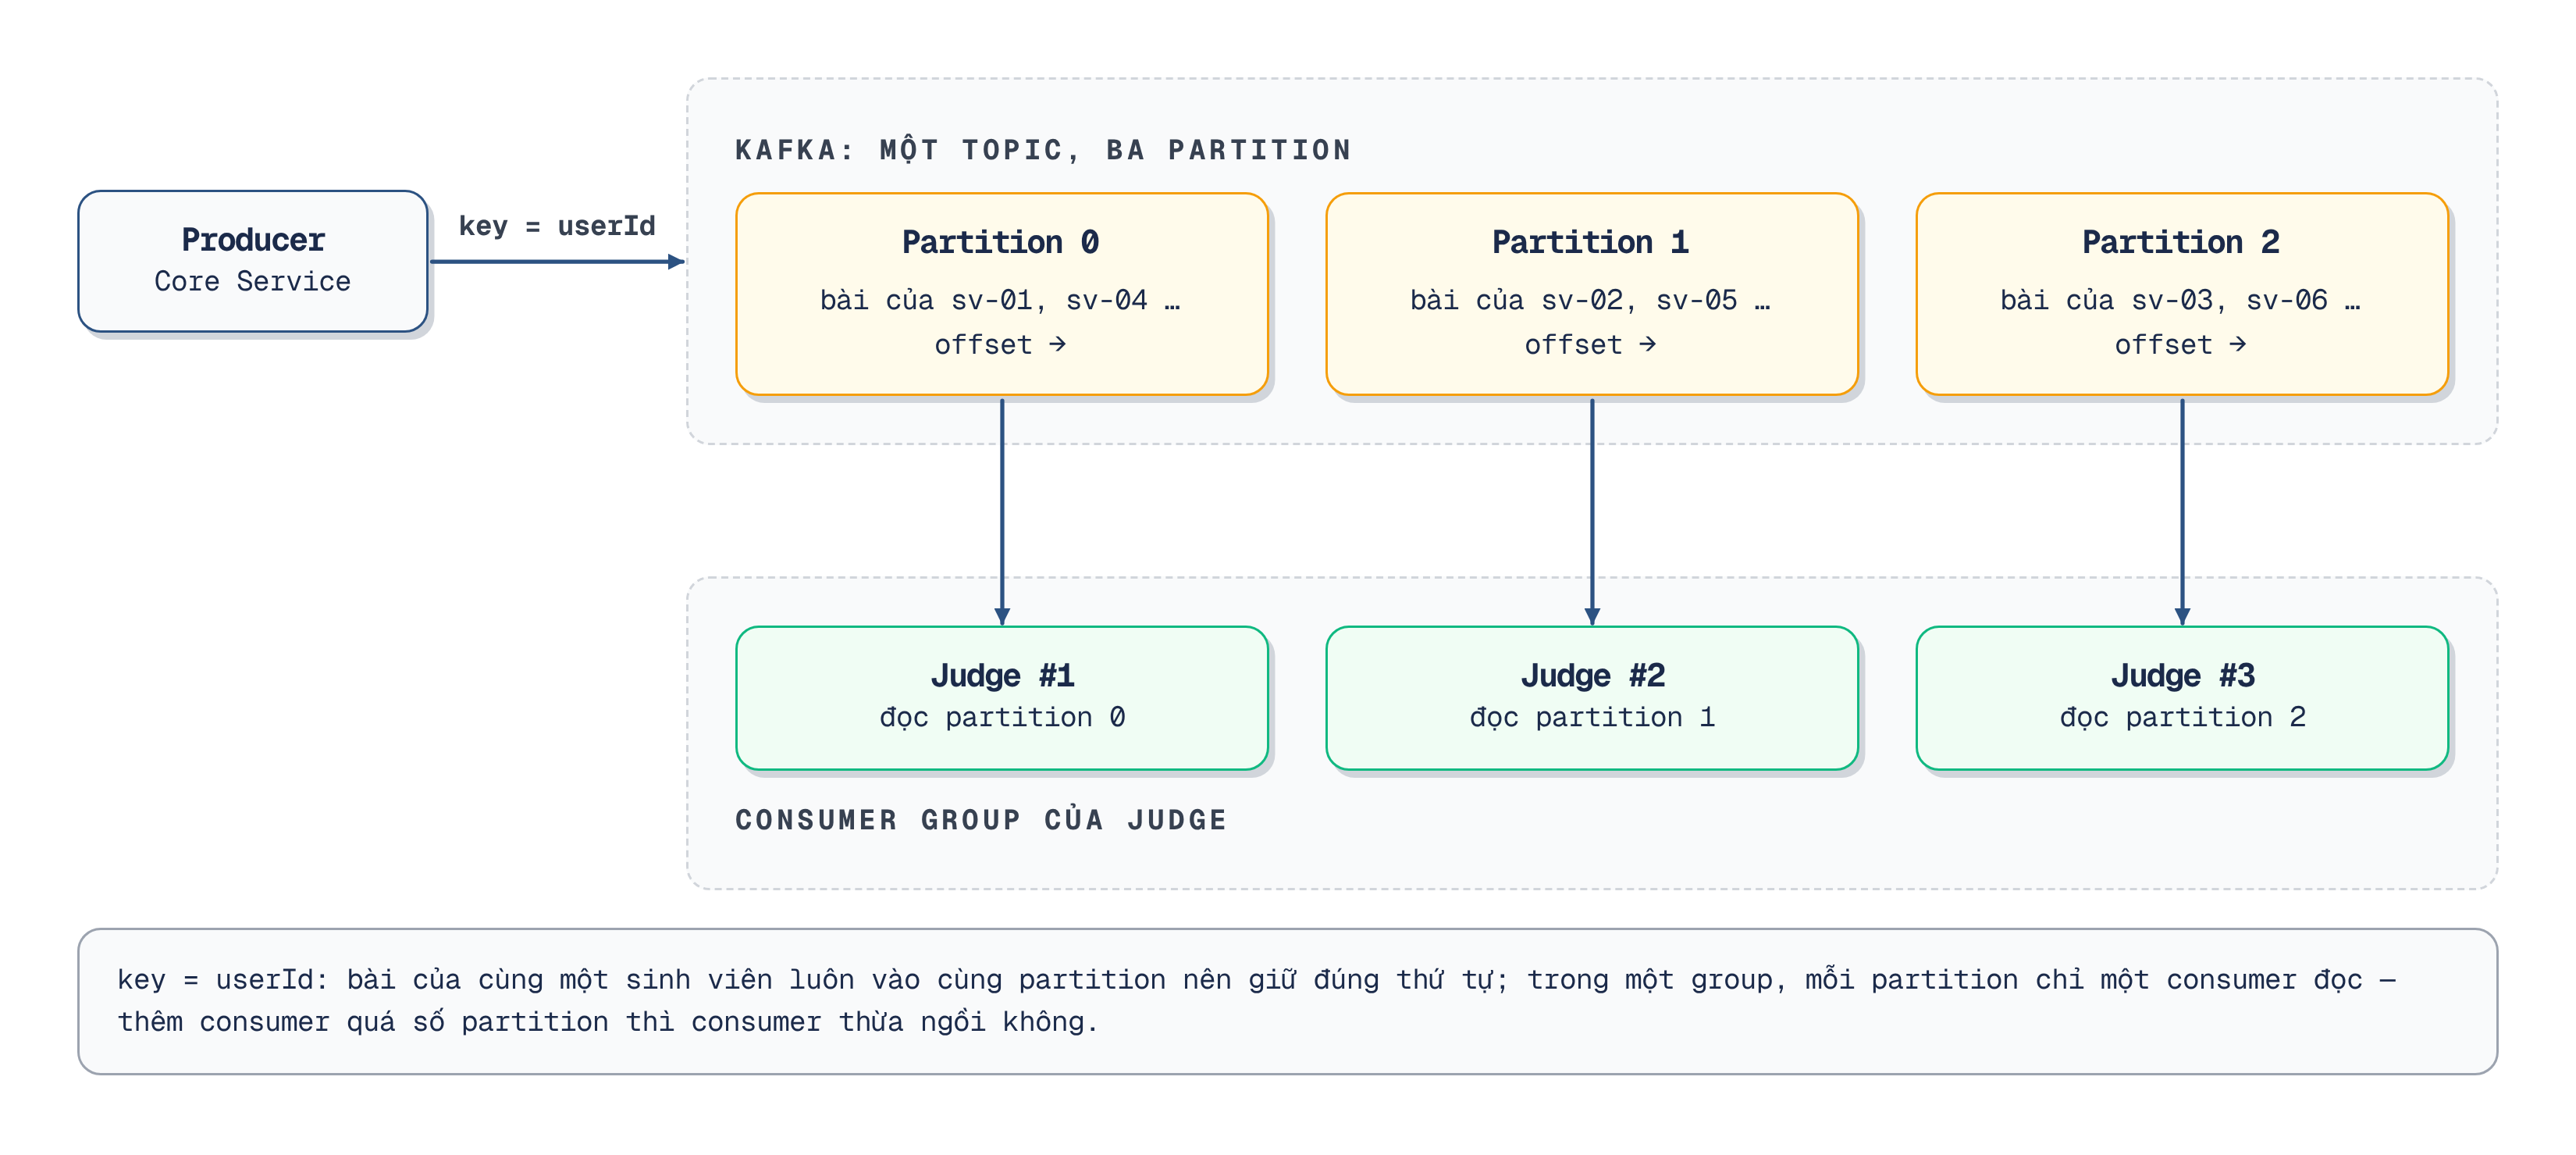 KAFKA: MỘT TOPIC, BA PARTITION
Producer
Core Service
key = userId
Partition 0
bài của sv-01, sv-04 …
offset →
Partition 1
bài của sv-02, sv-05 …
offset →
Partition 2
bài của sv-03, sv-06 …
offset →
Judge #1
đọc partition 0
Judge #2
đọc partition 1
Judge #3
đọc partition 2
CONSUMER GROUP CỦA JUDGE
key = userId: bài của cùng một sinh viên luôn vào cùng partition nên giữ đúng thứ tự; trong một group, mỗi partition chỉ một consumer đọc —
thêm consumer quá số partition thì consumer thừa ngồi không.